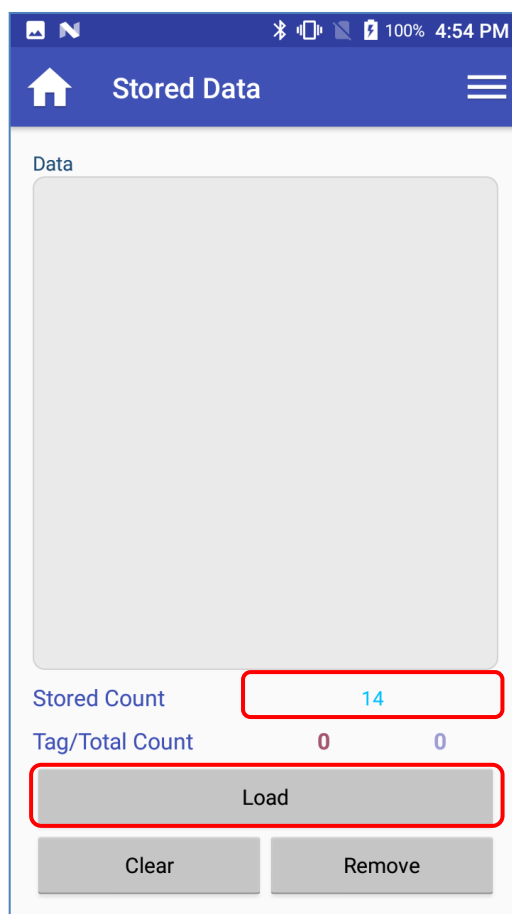 100% 4:54 PM
Stored Data
Data
Stored Count 14
Tag/Total Count 0 0
Load
Clear Remove